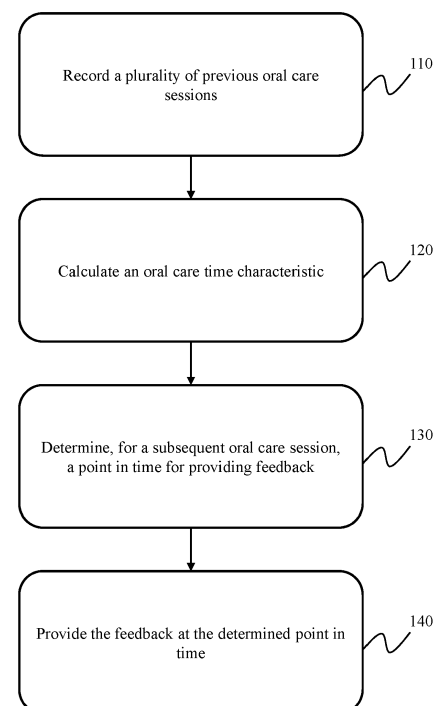 Record a plurality of previous oral care
sessions
110
Calculate an oral care time characteristic
120
Determine, for a subsequent oral care session,
a point in time for providing feedback
130
Provide the feedback at the determined point in
time
140